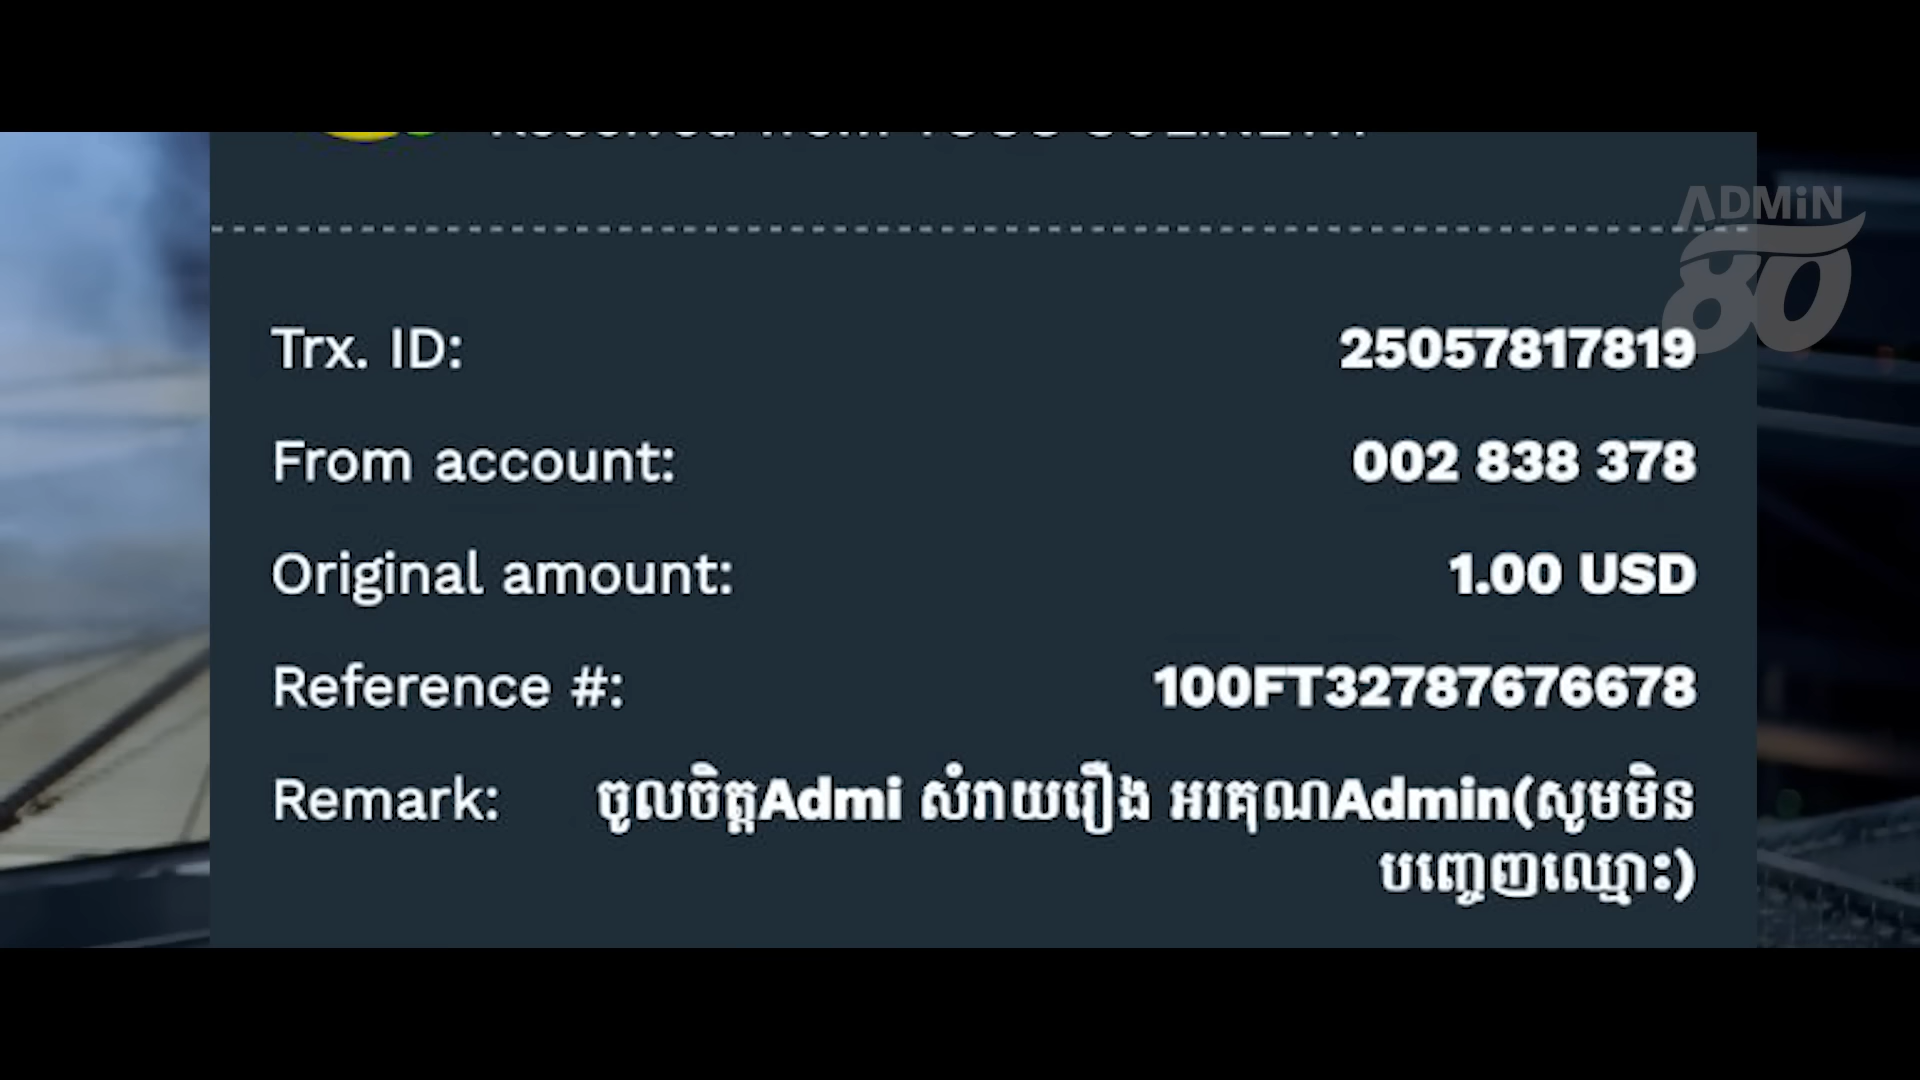 Received from
ADMiN
80
Trx. ID: 25057817819
From account: 002 838 378
Original amount: 1.00 USD
Reference #: 100FT32787676678
Remark: ចូលចិត្តAdmi សំរាយរឿង អរគុណAdmin(សូមមិន
បញ្ចេញឈ្មោះ)